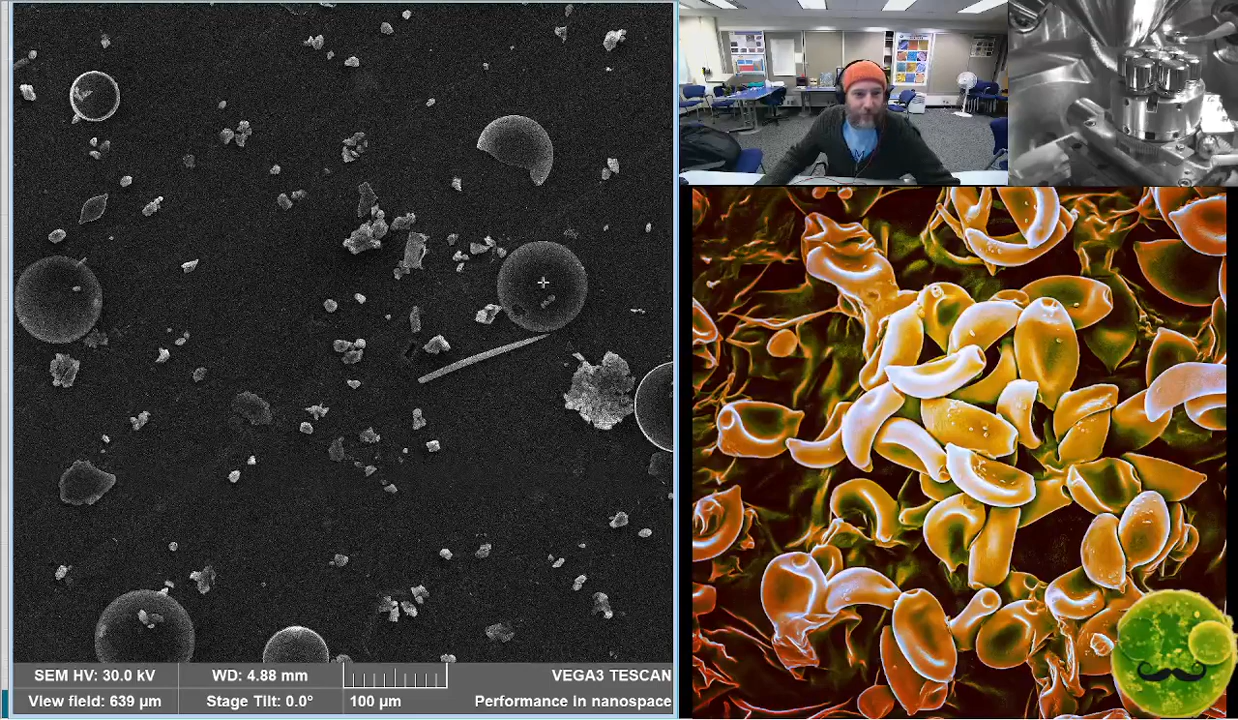 SEM HV: 30.0 kV
WD: 4.88 mm
VEGA3 TESCAN
View field: 639 µm
Stage Tilt: 0.0°
100 µm
Performance in nanospace